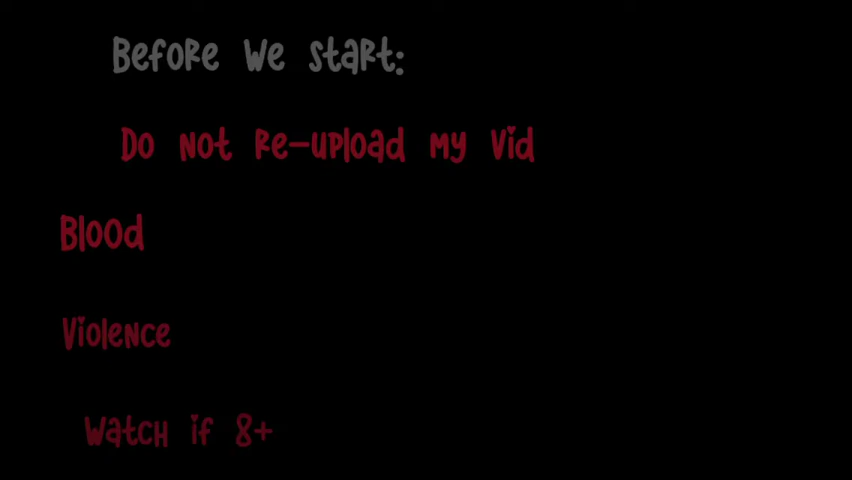 Before We Start:
Do Not Re-upload my Vid
Blood
Violence
Watch if 8+